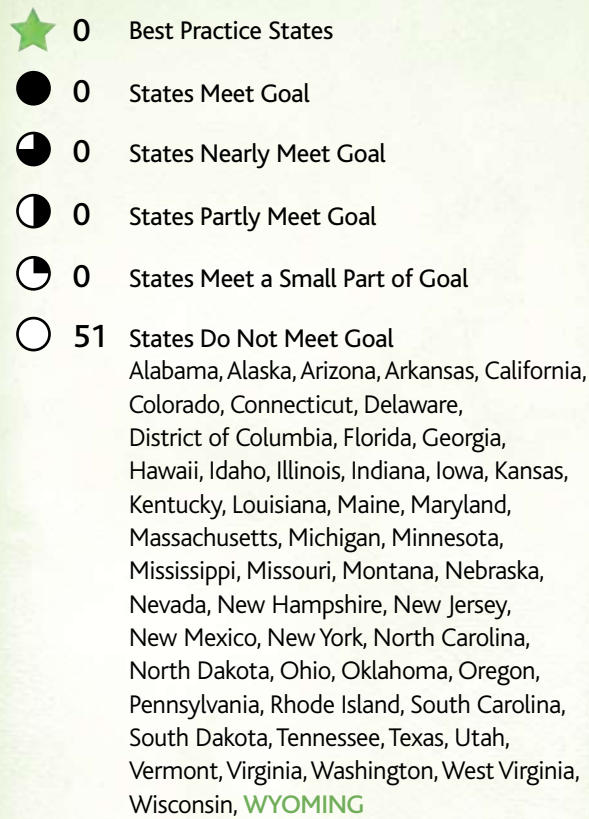 0 Best Practice States
0 States Meet Goal
0 States Nearly Meet Goal
0 States Partly Meet Goal
0 States Meet a Small Part of Goal
51 States Do Not Meet Goal
Alabama, Alaska, Arizona, Arkansas, California,
Colorado, Connecticut, Delaware,
District of Columbia, Florida, Georgia,
Hawaii, Idaho, Illinois, Indiana, Iowa, Kansas,
Kentucky, Louisiana, Maine, Maryland,
Massachusetts, Michigan, Minnesota,
Mississippi, Missouri, Montana, Nebraska,
Nevada, New Hampshire, New Jersey,
New Mexico, New York, North Carolina,
North Dakota, Ohio, Oklahoma, Oregon,
Pennsylvania, Rhode Island, South Carolina,
South Dakota, Tennessee, Texas, Utah,
Vermont, Virginia, Washington, West Virginia,
Wisconsin, WYOMING